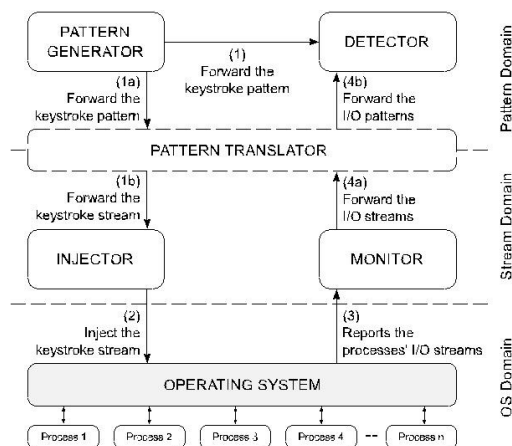 PATTERN
GENERATOR
DETECTOR
(1)
Forward the
keystroke pattern
(1a)
Forward the
keystroke pattern
(4b)
Forward the
I/O patterns
Pattern Domain
PATTERN TRANSLATOR
(1b)
Forward the
keystroke stream
(4a)
Forward the
I/O streams
INJECTOR
MONITOR
Stream Domain
(2)
Inject the
keystroke stream
(3)
Reports the
processes' I/O streams
OPERATING SYSTEM
OS Domain
Process 1
Process 2
Process 3
Process 4
--
Process n